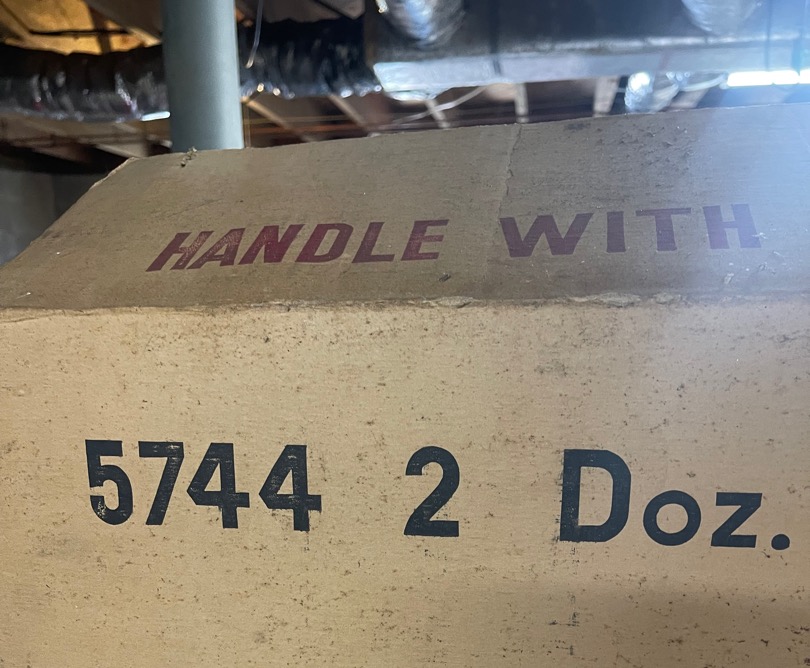 HANDLE WITH
5744 2 Doz.